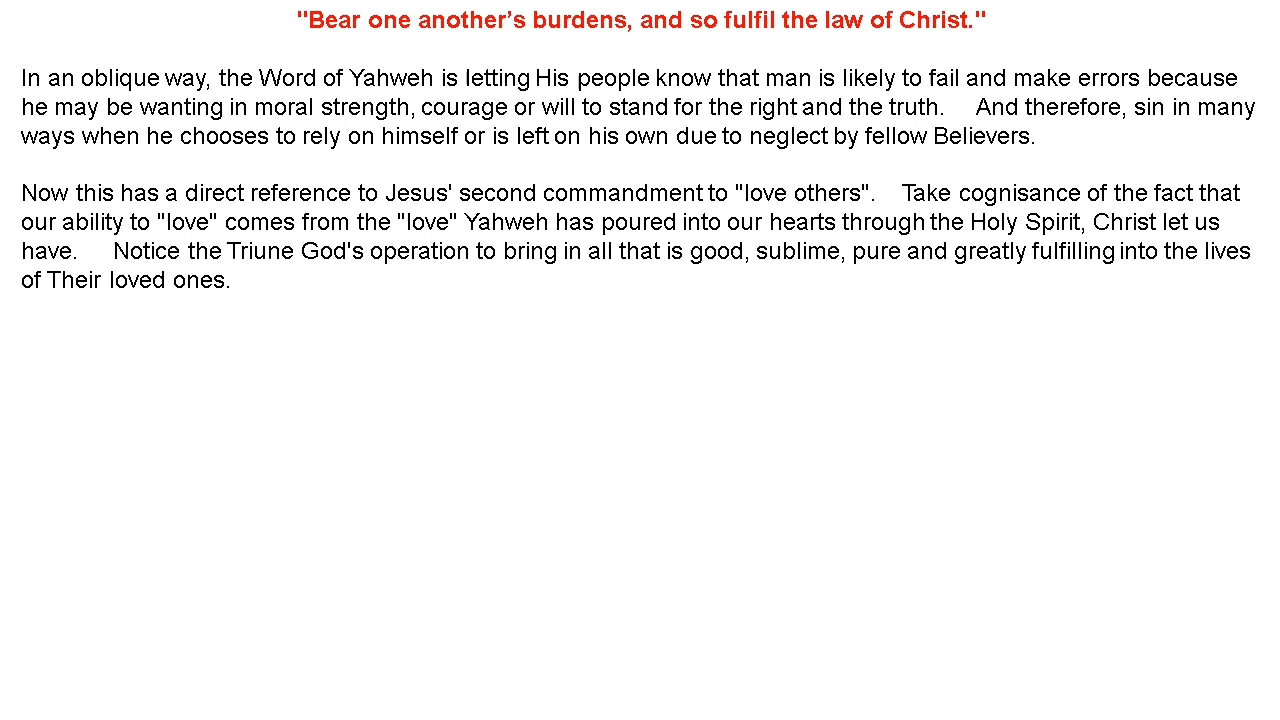 "Bear one another’s burdens, and so fulfil the law of Christ."
In an oblique way, the Word of Yahweh is letting His people know that man is likely to fail and make errors because
he may be wanting in moral strength, courage or will to stand for the right and the truth. And therefore, sin in many
ways when he chooses to rely on himself or is left on his own due to neglect by fellow Believers.
Now this has a direct reference to Jesus' second commandment to "love others". Take cognisance of the fact that
our ability to "love" comes from the "love" Yahweh has poured into our hearts through the Holy Spirit, Christ let us
have. Notice the Triune God's operation to bring in all that is good, sublime, pure and greatly fulfilling into the lives
of Their loved ones.